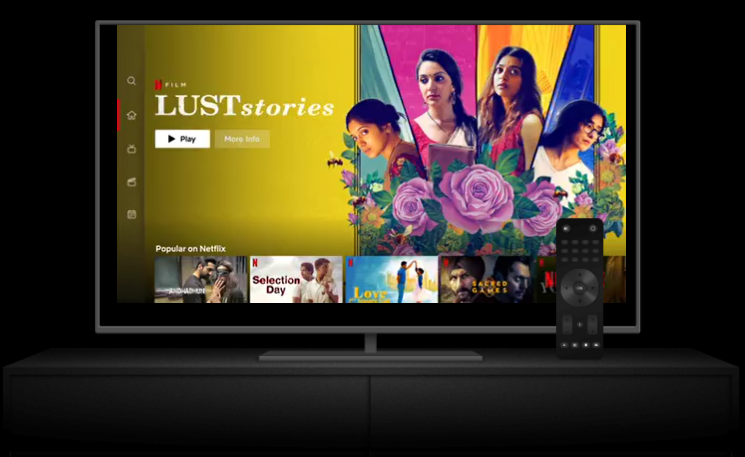 N FILM
LUST stories
Play
More Info
Popular on Netflix
ANDHADHUN
N
Selection
Day
N
Love
N
SACRED
GAMES
N